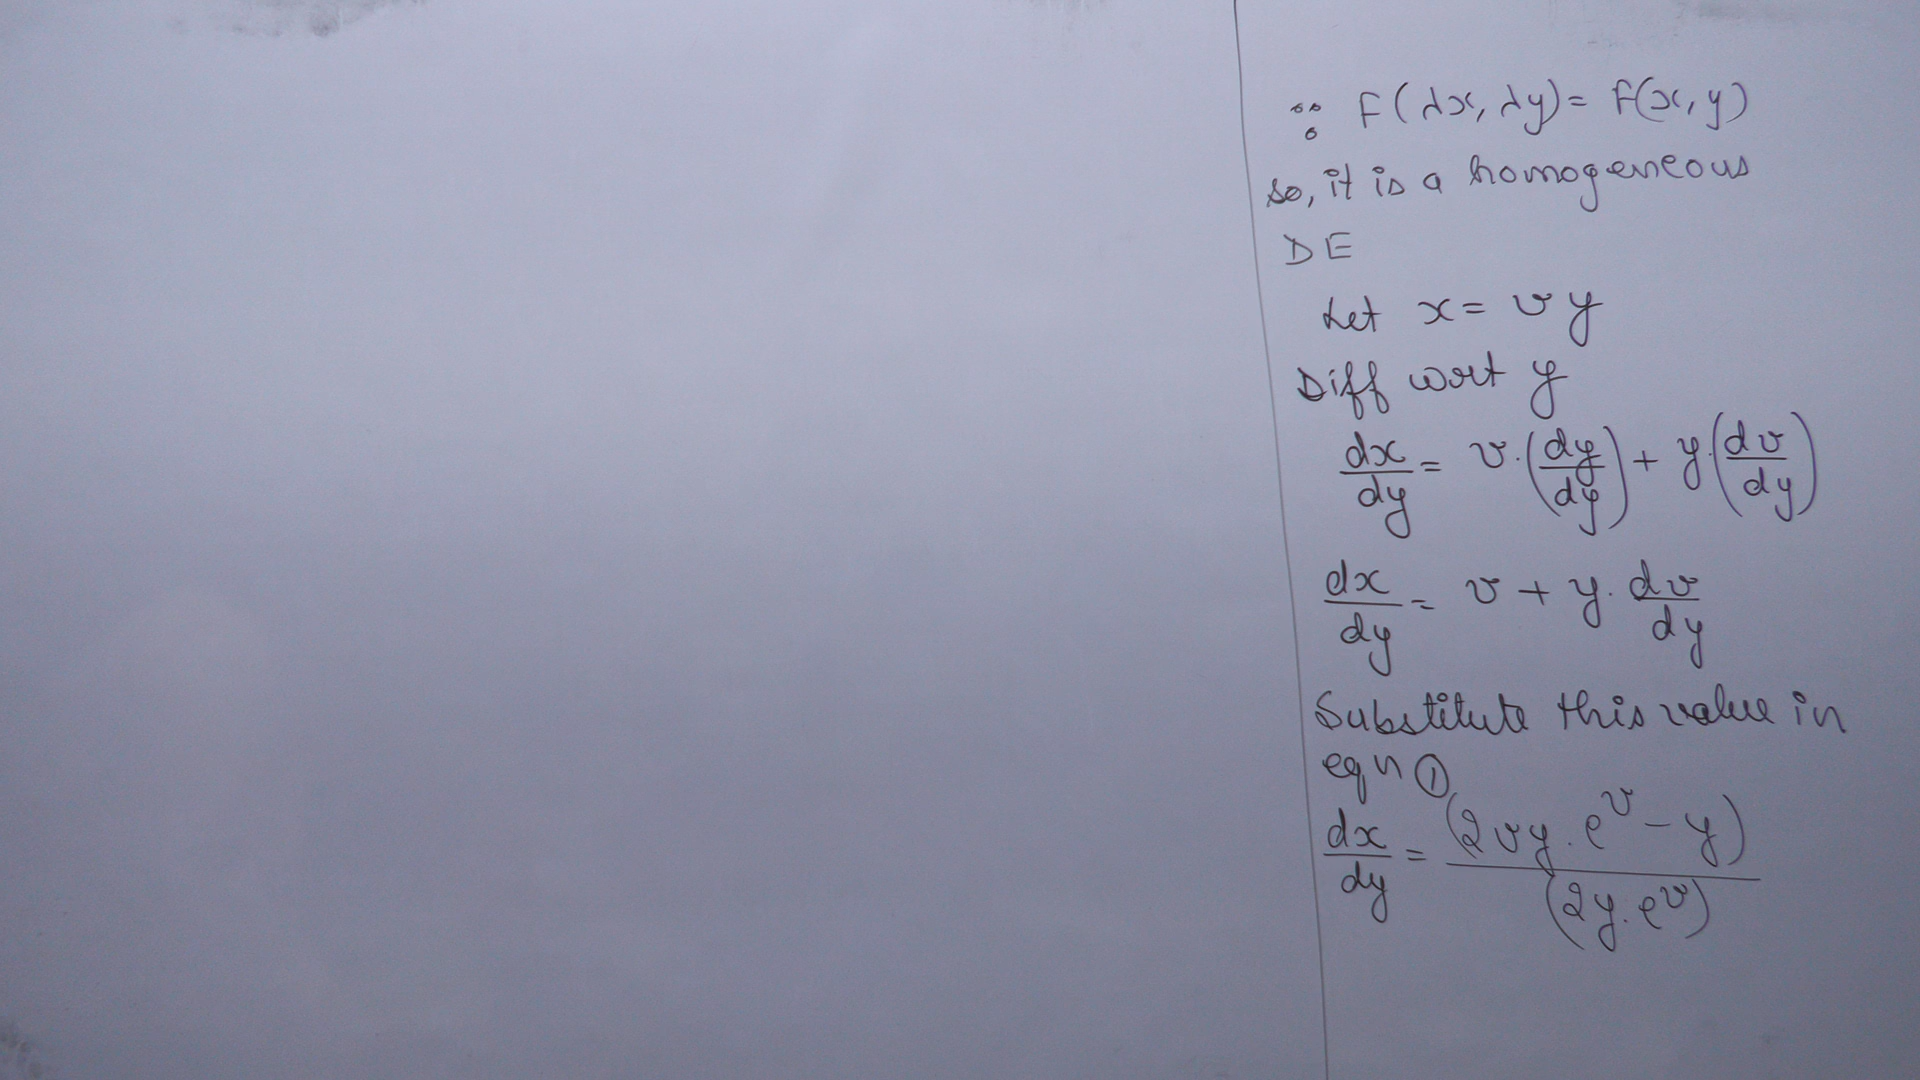 ∵ F(λx, λy) = F(x, y)
so, it is a homogeneous
DE
Let x = vy
Diff wrt y
dx/dy = v.(dy/dy) + y.(dv/dy)
dx/dy = v + y. dv/dy
Substitute this value in
eqn ①
dx/dy = (2vy.e^v - y)/(2y.e^v)